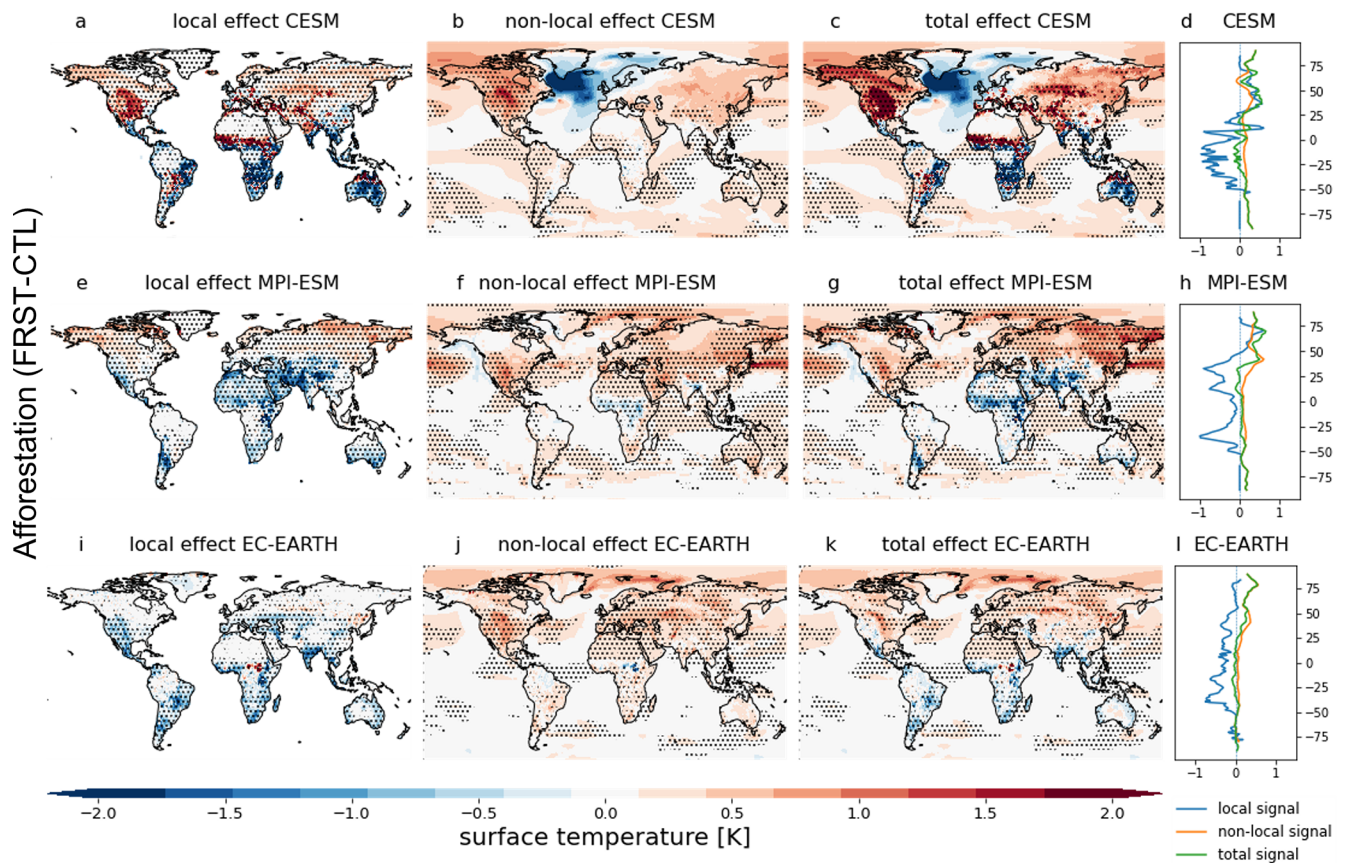 a local effect CESM b non-local effect CESM c total effect CESM d CESM
75
50
25
0
−25
−50
−75
−1 0 1
Afforestation (FRST-CTL)
e local effect MPI-ESM f non-local effect MPI-ESM g total effect MPI-ESM h MPI-ESM
75
50
25
0
−25
−50
−75
−1 0 1
i local effect EC-EARTH j non-local effect EC-EARTH k total effect EC-EARTH l EC-EARTH
75
50
25
0
−25
−50
−75
−1 0 1
−2.0 −1.5 −1.0 −0.5 0.0 0.5 1.0 1.5 2.0
surface temperature [K]
local signal
non-local signal
total signal